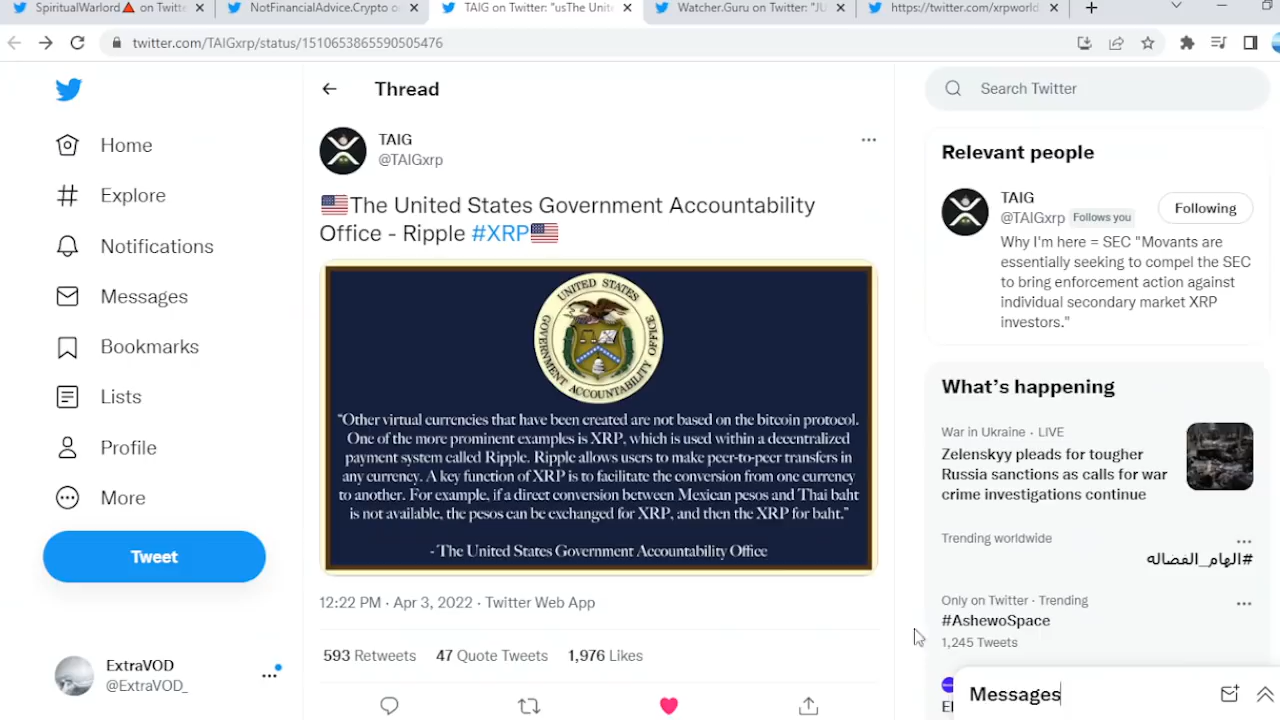 SpiritualWarlord🔺 on Twitte
NotFinancialAdvice.Crypto o
TAIG on Twitter: "usThe Unit
Watcher.Guru on Twitter: "JU
https://twitter.com/xrpworld
twitter.com/TAIGxrp/status/1510653865590505476
Home
Explore
Notifications
Messages
Bookmarks
Lists
Profile
More
Tweet
ExtraVOD
@ExtraVOD_
Thread
TAIG
@TAIGxrp
🇺🇸The United States Government Accountability
Office - Ripple #XRP🇺🇸
UNITED STATES
GOVERNMENT ACCOUNTABILITY OFFICE
"Other virtual currencies that have been created are not based on the bitcoin protocol.
One of the more prominent examples is XRP, which is used within a decentralized
payment system called Ripple. Ripple allows users to make peer-to-peer transfers in
any currency. A key function of XRP is to facilitate the conversion from one currency
to another. For example, if a direct conversion between Mexican pesos and Thai baht
is not available, the pesos can be exchanged for XRP, and then the XRP for baht."
- The United States Government Accountability Office
12:22 PM · Apr 3, 2022 · Twitter Web App
593 Retweets 47 Quote Tweets 1,976 Likes
Search Twitter
Relevant people
TAIG
@TAIGxrp Follows you
Following
Why I'm here = SEC "Movants are
essentially seeking to compel the SEC
to bring enforcement action against
individual secondary market XRP
investors."
What's happening
War in Ukraine · LIVE
Zelenskyy pleads for tougher
Russia sanctions as calls for war
crime investigations continue
Trending worldwide
#الهام_الفضاله
Only on Twitter · Trending
#AshewoSpace
1,245 Tweets
Messages